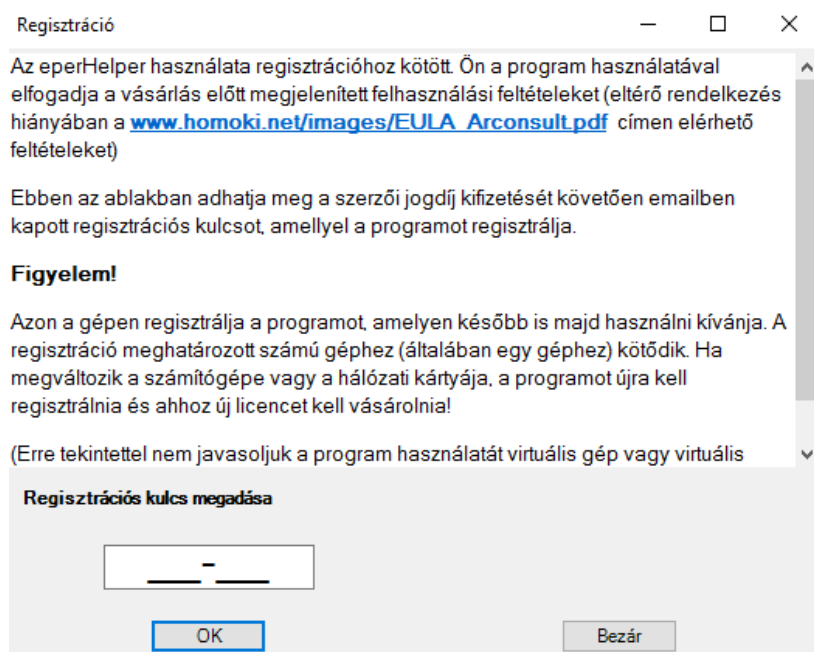 Regisztráció
Az eperHelper használata regisztrációhoz kötött. Ön a program használatával
elfogadja a vásárlás előtt megjelenített felhasználási feltételeket (eltérő rendelkezés
hiányában a www.homoki.net/images/EULA_Arconsult.pdf címen elérhető
feltételeket)
Ebben az ablakban adhatja meg a szerzői jogdíj kifizetését követően emailben
kapott regisztrációs kulcsot, amellyel a programot regisztrálja.
Figyelem!
Azon a gépen regisztrálja a programot, amelyen később is majd használni kívánja. A
regisztráció meghatározott számú géphez (általában egy géphez) kötődik. Ha
megváltozik a számítógépe vagy a hálózati kártyája, a programot újra kell
regisztrálnia és ahhoz új licencet kell vásárolnia!
(Erre tekintettel nem javasoljuk a program használatát virtuális gép vagy virtuális
Regisztrációs kulcs megadása
____-____
OK
Bezár